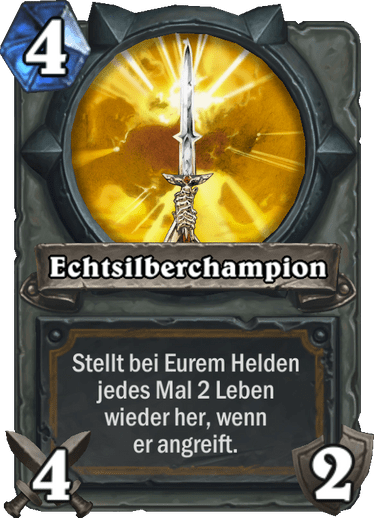 4
Echtsilberchampion
Stellt bei Eurem Helden
jedes Mal 2 Leben
wieder her, wenn
er angreift.
4
2